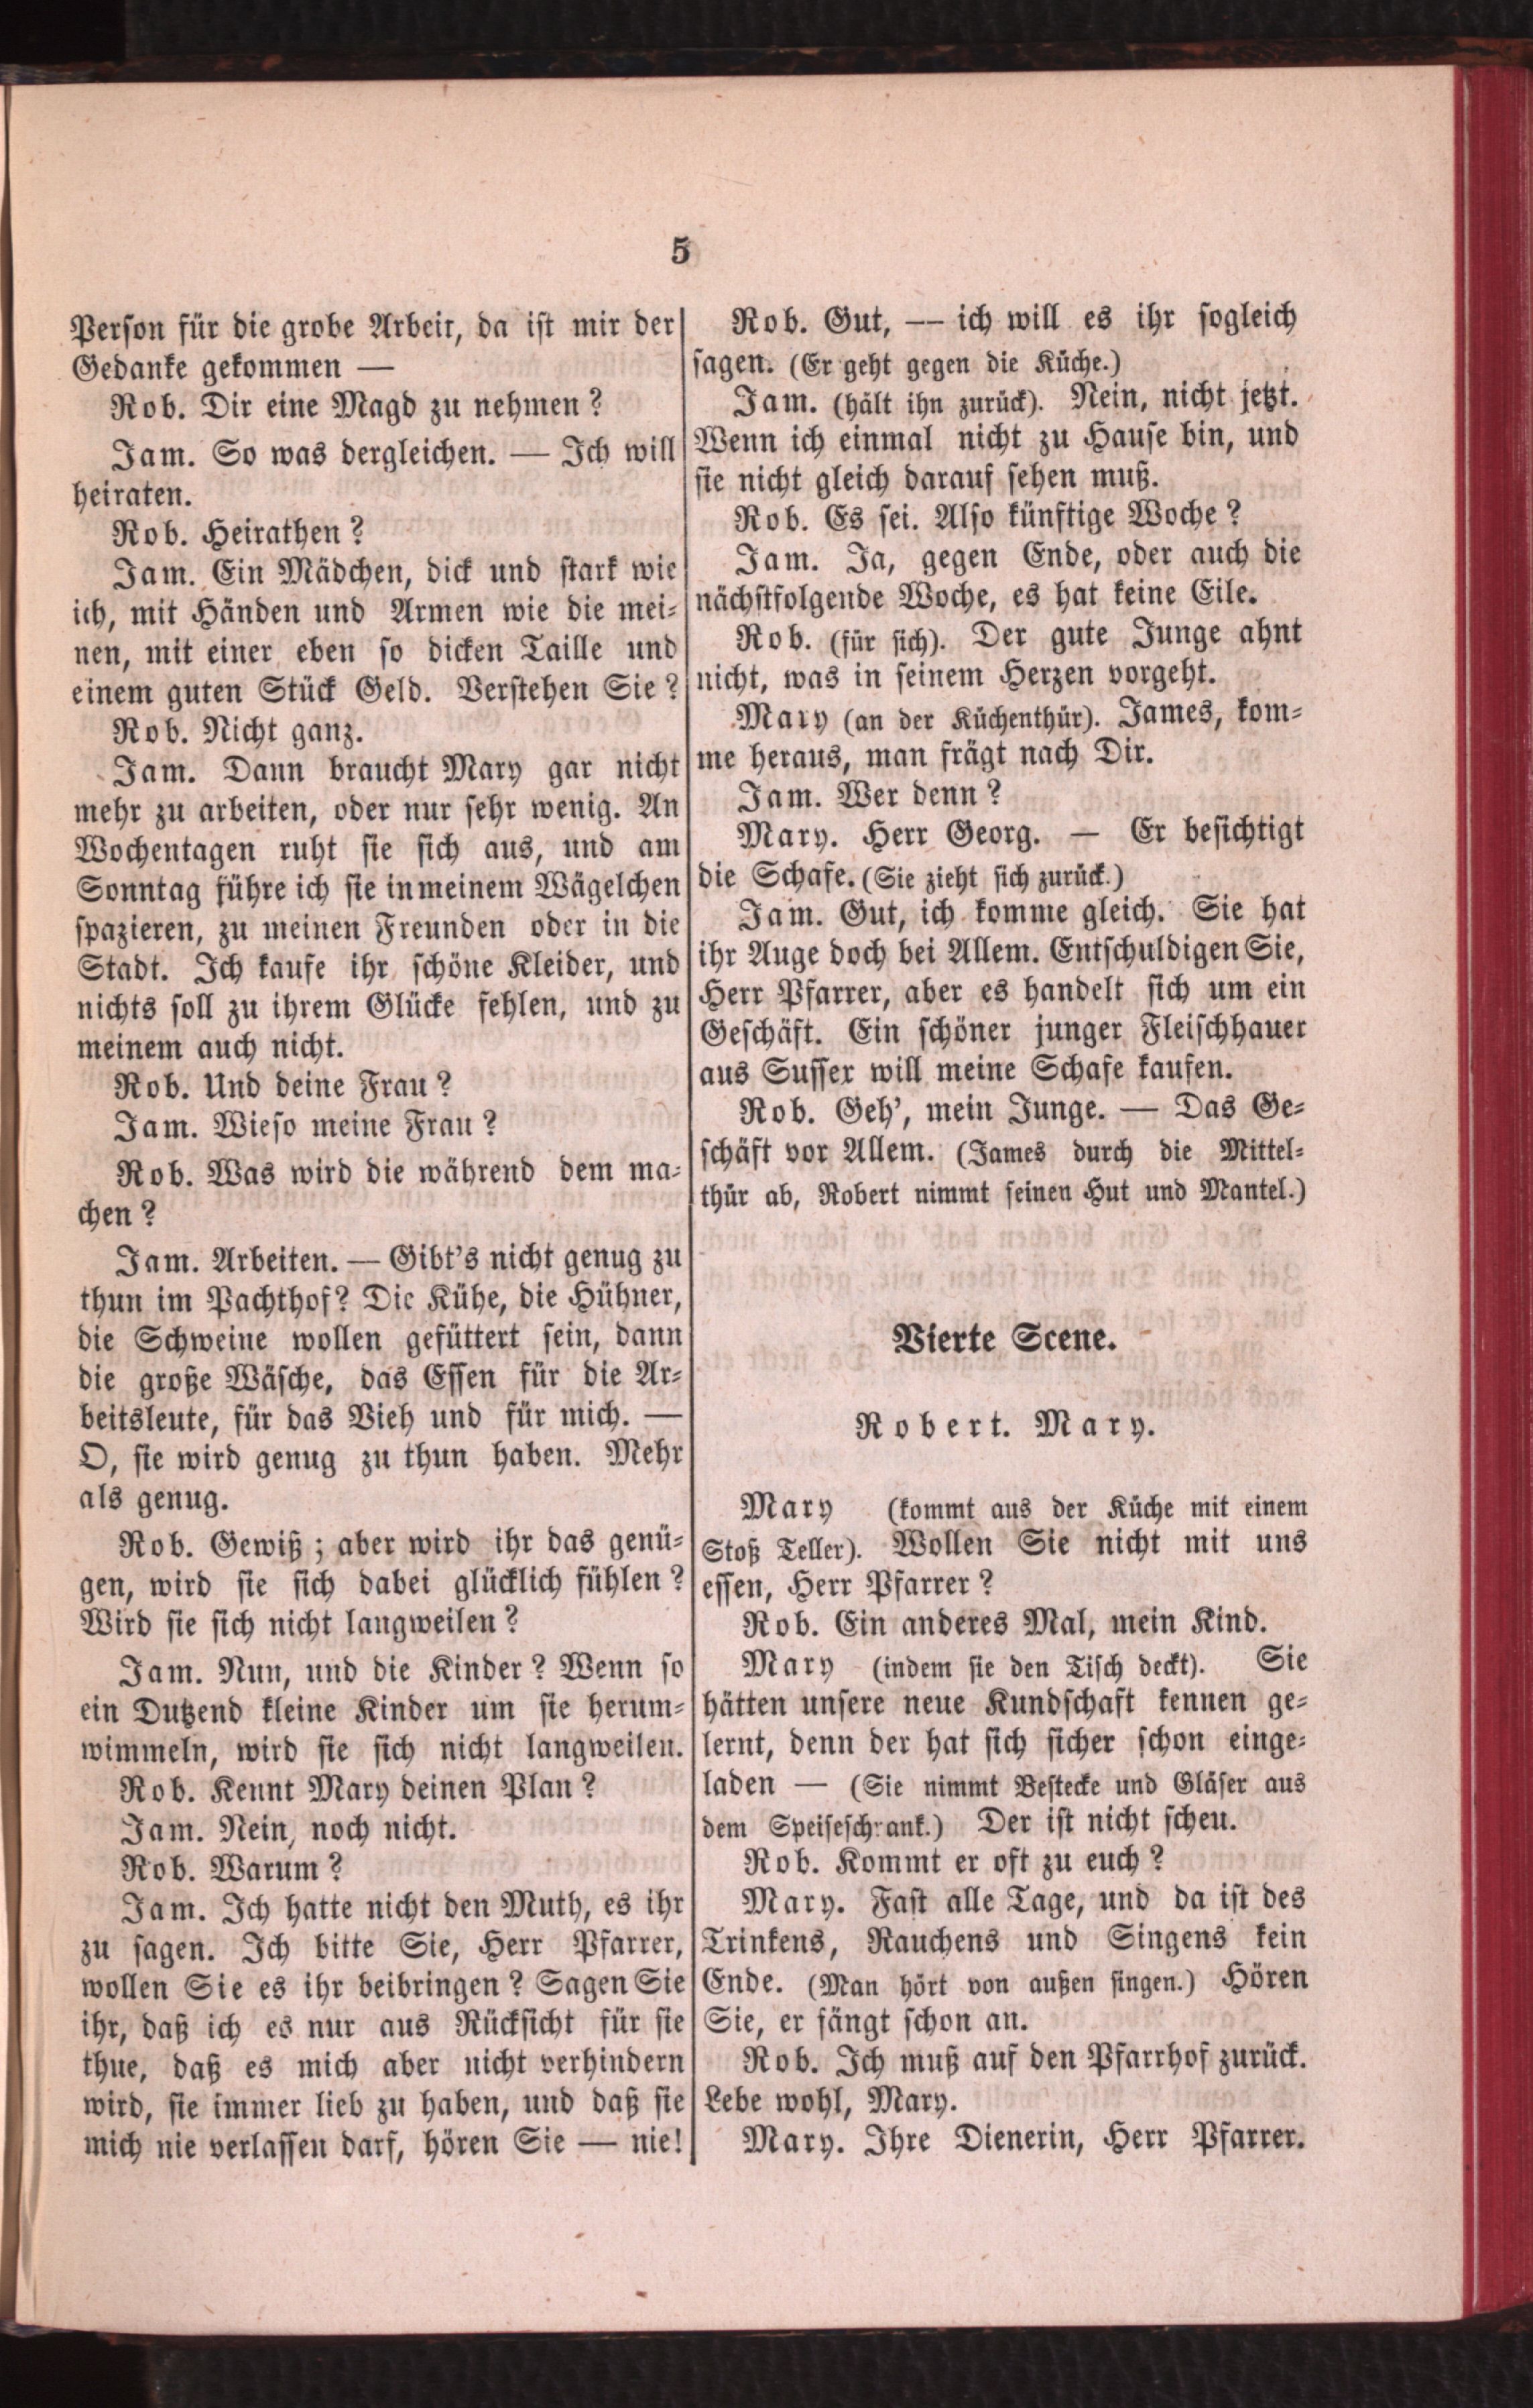 5
Person für die grobe Arbeit, da ist mir der
Gedanke gekommen —
Rob. Dir eine Magd zu nehmen?
Jam. So was dergleichen. — Ich will
heiraten.
Rob. Heirathen?
Jam. Ein Mädchen, dick und stark wie
ich, mit Händen und Armen wie die mei-
nen, mit einer eben so dicken Taille und
einem guten Stück Geld. Verstehen Sie?
Rob. Nicht ganz.
Jam. Dann braucht Mary gar nicht
mehr zu arbeiten, oder nur sehr wenig. An
Wochentagen ruht sie sich aus, und am
Sonntag führe ich sie in meinem Wägelchen
spazieren, zu meinen Freunden oder in die
Stadt. Ich kaufe ihr schöne Kleider, und
nichts soll zu ihrem Glücke fehlen, und zu
meinem auch nicht.
Rob. Und deine Frau?
Jam. Wieso meine Frau?
Rob. Was wird die während dem ma-
chen?
Jam. Arbeiten. — Gibt's nicht genug zu
thun im Pachthof? Die Kühe, die Hühner,
die Schweine wollen gefüttert sein, dann
die große Wäsche, das Essen für die Ar-
beitsleute, für das Vieh und für mich. —
O, sie wird genug zu thun haben. Mehr
als genug.
Rob. Gewiß; aber wird ihr das genü-
gen, wird sie sich dabei glücklich fühlen?
Wird sie sich nicht langweilen?
Jam. Nun, und die Kinder? Wenn so
ein Dutzend kleine Kinder um sie herum-
wimmeln, wird sie sich nicht langweilen.
Rob. Kennt Mary deinen Plan?
Jam. Nein, noch nicht.
Rob. Warum?
Jam. Ich hatte nicht den Muth, es ihr
zu sagen. Ich bitte Sie, Herr Pfarrer,
wollen Sie es ihr beibringen? Sagen Sie
ihr, daß ich es nur aus Rücksicht für sie
thue, daß es mich aber nicht verhindern
wird, sie immer lieb zu haben, und daß sie
mich nie verlassen darf, hören Sie — nie!
Rob. Gut, — ich will es ihr sogleich
sagen. (Er geht gegen die Küche.)
Jam. (hält ihn zurück). Nein, nicht jetzt.
Wenn ich einmal nicht zu Hause bin, und
sie nicht gleich darauf sehen muß.
Rob. Es sei. Also künftige Woche?
Jam. Ja, gegen Ende, oder auch die
nächstfolgende Woche, es hat keine Eile.
Rob. (für sich). Der gute Junge ahnt
nicht, was in seinem Herzen vorgeht.
Mary (an der Küchenthür). James, kom-
me heraus, man frägt nach Dir.
Jam. Wer denn?
Mary. Herr Georg. — Er besichtigt
die Schafe. (Sie zieht sich zurück.)
Jam. Gut, ich komme gleich. Sie hat
ihr Auge doch bei Allem. Entschuldigen Sie,
Herr Pfarrer, aber es handelt sich um ein
Geschäft. Ein schöner junger Fleischhauer
aus Sussex will meine Schafe kaufen.
Rob. Geh', mein Junge. — Das Ge-
schäft vor Allem. (James durch die Mittel-
thür ab, Robert nimmt seinen Hut und Mantel.)
Vierte Scene.
Robert. Mary.
Mary (kommt aus der Küche mit einem
Stoß Teller). Wollen Sie nicht mit uns
essen, Herr Pfarrer?
Rob. Ein anderes Mal, mein Kind.
Mary (indem sie den Tisch deckt). Sie
hätten unsere neue Kundschaft kennen ge-
lernt, denn der hat sich sicher schon einge-
laden — (Sie nimmt Bestecke und Gläser aus
dem Speiseschrank.) Der ist nicht scheu.
Rob. Kommt er oft zu euch?
Mary. Fast alle Tage, und da ist des
Trinkens, Rauchens und Singens kein
Ende. (Man hört von außen singen.) Hören
Sie, er fängt schon an.
Rob. Ich muß auf den Pfarrhof zurück.
Lebe wohl, Mary.
Mary. Ihre Dienerin, Herr Pfarrer.